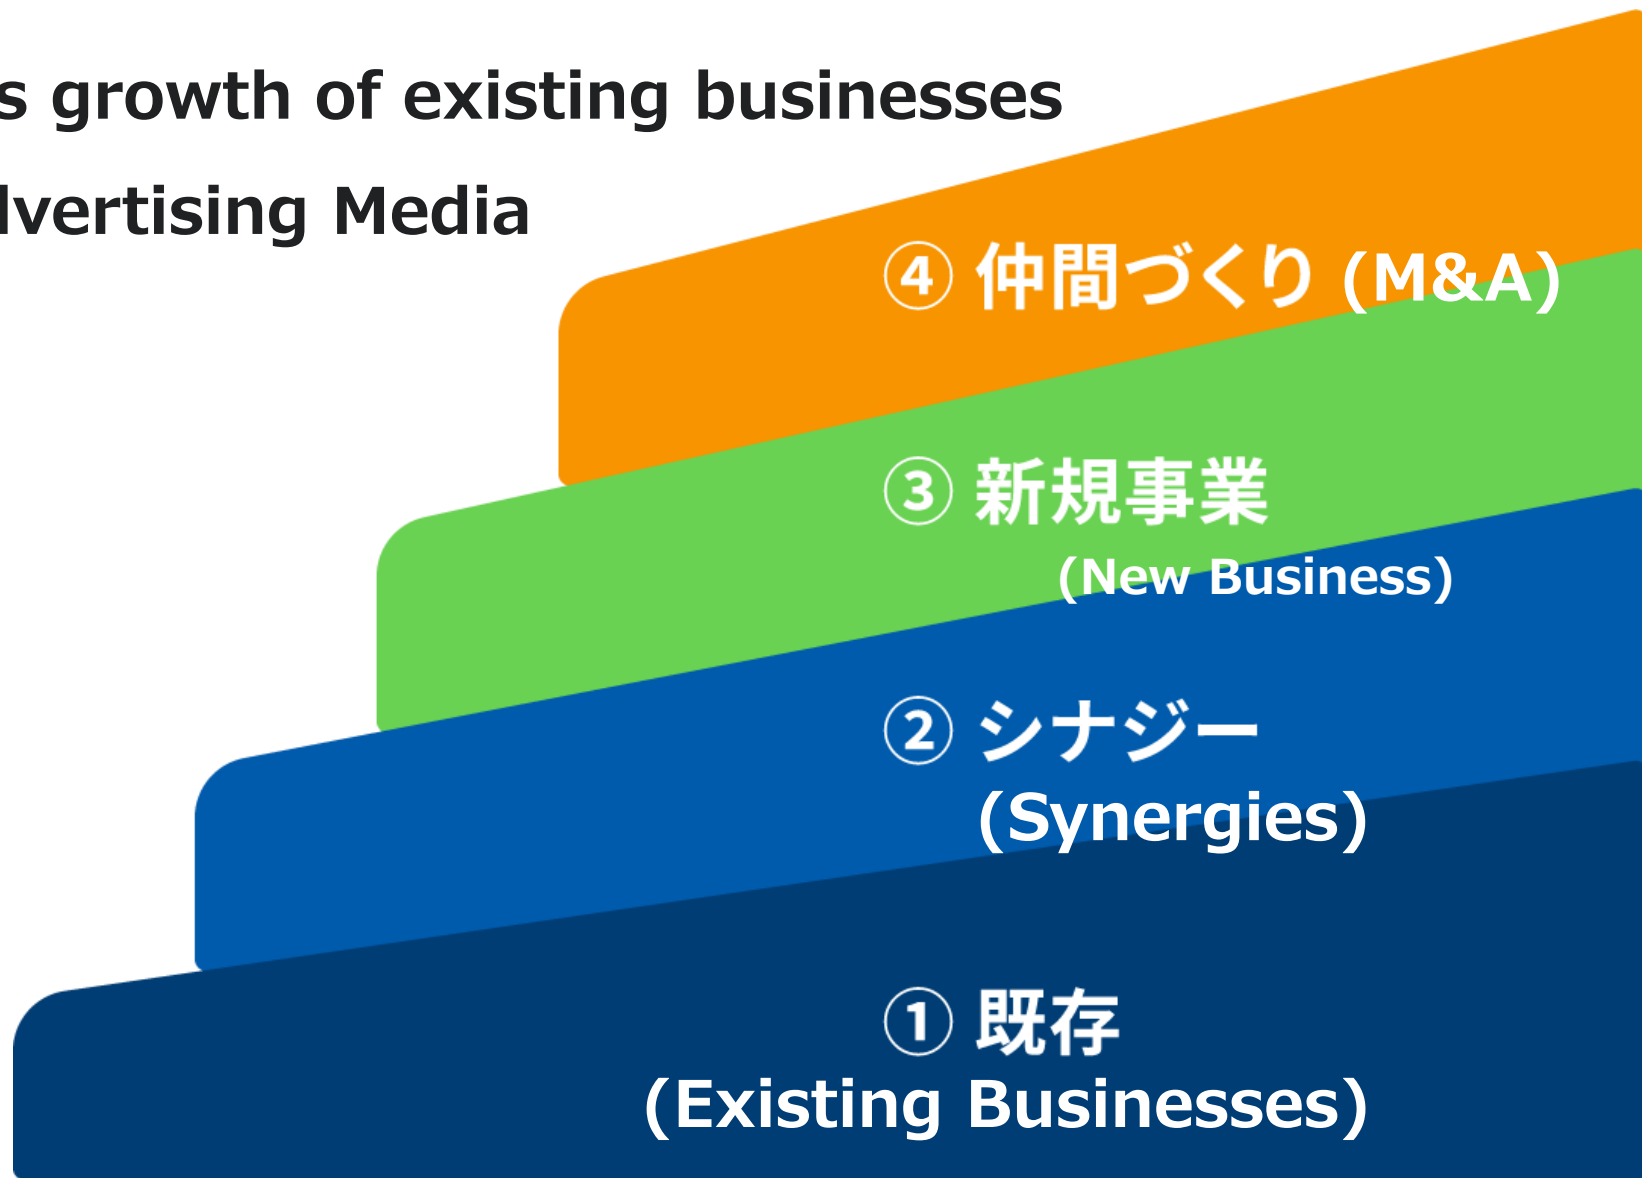 s growth of existing businesses
lvertising Media
④ 仲間づくり (M&A)
③ 新規事業
(New Business)
② シナジー
(Synergies)
① 既存
(Existing Businesses)